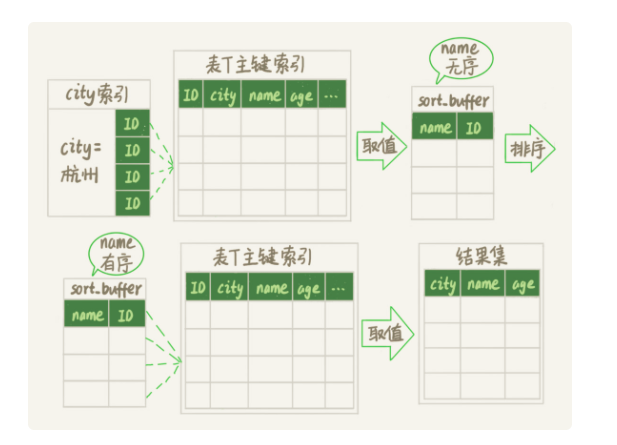 name
无序
表T主键索引
city索引
ID city name age ...
sort_buffer
name ID
ID
city=
杭州
ID
ID
ID
取值
排序
name
有序
表T主键索引
结果集
sort_buffer
ID city name age ...
city name age
name ID
取值